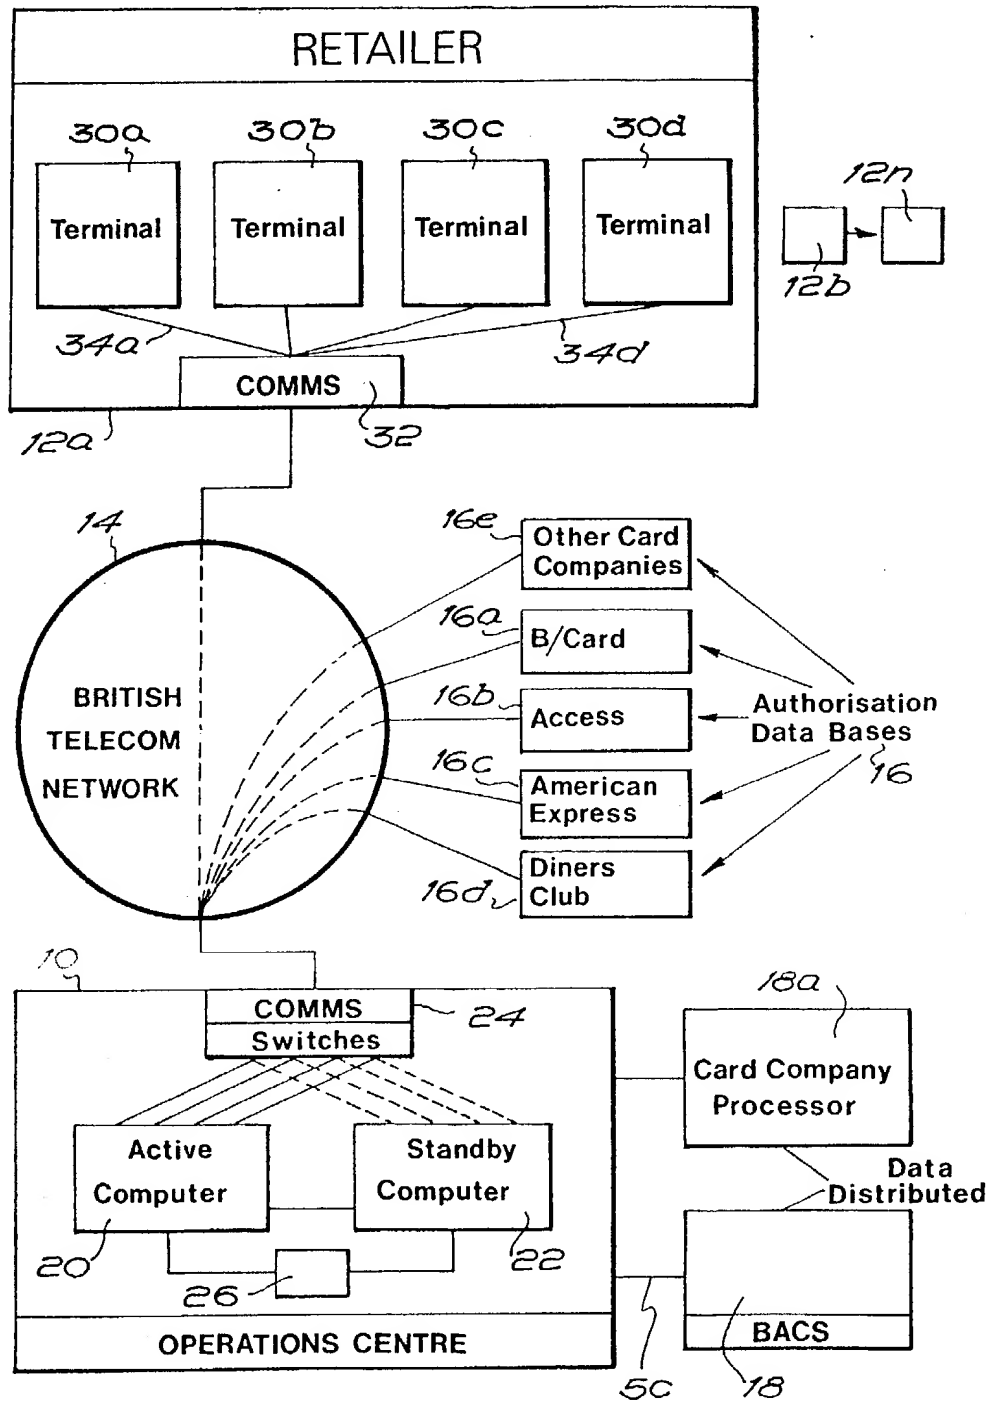 RETAILER
30a
30b
30c
30d
Terminal
Terminal
Terminal
Terminal
12n
12b
34a
34d
COMMS
12a
32
14
BRITISH
TELECOM
NETWORK
16e
Other Card
Companies
16a
B/Card
16b
Access
16c
American
Express
16d
Diners
Club
Authorisation
Data Bases
16
10
COMMS
Switches
24
Active
Computer
20
Standby
Computer
22
26
OPERATIONS CENTRE
18a
Card Company
Processor
Data
Distributed
BACS
5c
18